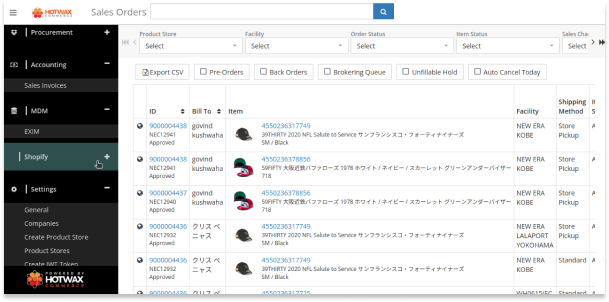 HOTWAX
COMMERCE
Sales Orders
Procurement +
Accounting −
Sales Invoices
MDM −
EXIM
Shopify +
Settings −
General
Companies
Create Product Store
Product Stores
Create JWT Token
POWERED BY
HOTWAX
COMMERCE
Product Store Facility Order Status Item Status Sales Cha
Select Select Select Select Select
Export CSV Pre-Orders Back Orders Brokering Queue Unfillable Hold Auto Cancel Today
ID Bill To Item Facility Shipping Method
9000004438 govind kushwaha 4550236317749 NEW ERA KOBE Store Pickup A
NEC12941 39THIRTY 2020 NFL Salute to Service サンフランシスコ・フォーティナイナーズ
Approved SM / Black
9000004438 govind kushwaha 4550236378856 NEW ERA KOBE Store Pickup A
NEC12941 59FIFTY 大阪近鉄バファローズ 1978 ホワイト / ネイビー / スカーレット グリーンアンダーバイザー
Approved 718
9000004437 govind kushwaha 4550236378856 NEW ERA KOBE Store Pickup A
NEC12940 59FIFTY 大阪近鉄バファローズ 1978 ホワイト / ネイビー / スカーレット グリーンアンダーバイザー
Approved 718
9000004436 クリス ベニャス 4550236317749 NEW ERA LALAPORT YOKOHAMA Store Pickup A
NEC12932 39THIRTY 2020 NFL Salute to Service サンフランシスコ・フォーティナイナーズ
Approved SM / Black
9000004436 クリス ベニャス 4550236317749 NEW ERA KOBE Standard A
NEC12932 39THIRTY 2020 NFL Salute to Service サンフランシスコ・フォーティナイナーズ
Approved SM / Black
9000004436 クリス ベ Standard A